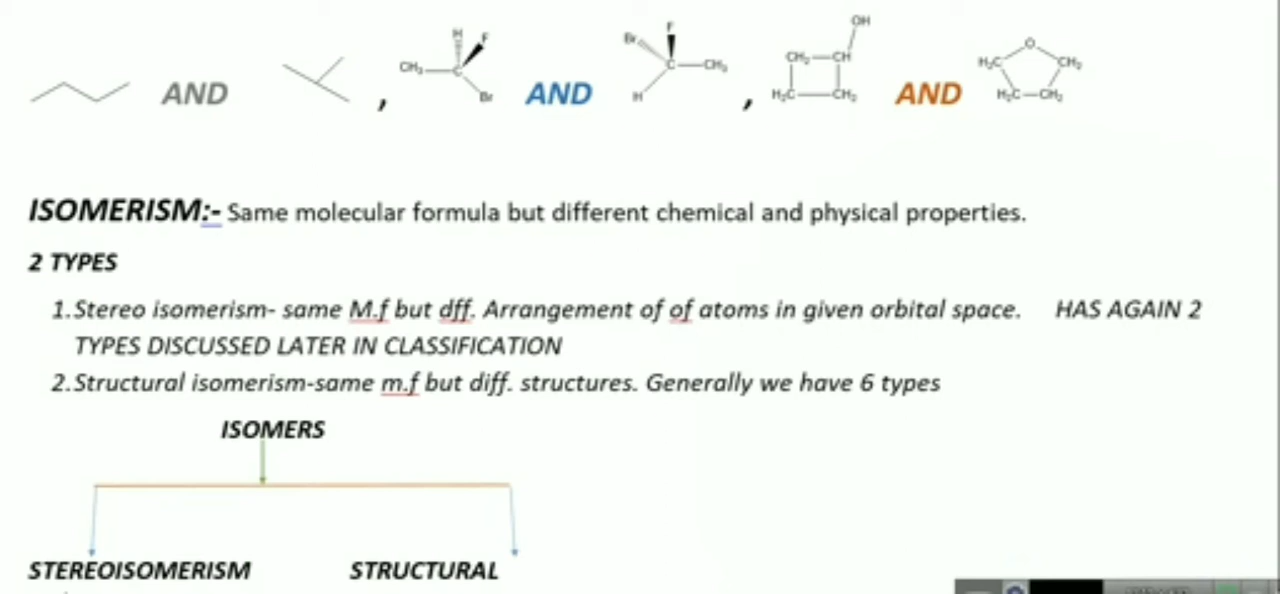 OH
H F F
Br
CH₂—CH O
CH₃ C C—CH₃ H₂C CH₂
AND , Br AND H , H₂C—CH₂ AND H₂C—CH₂
ISOMERISM:- Same molecular formula but different chemical and physical properties.
2 TYPES
1.Stereo isomerism- same M.f but dff. Arrangement of of atoms in given orbital space. HAS AGAIN 2
TYPES DISCUSSED LATER IN CLASSIFICATION
2.Structural isomerism-same m.f but diff. structures. Generally we have 6 types
ISOMERS
STEREOISOMERISM STRUCTURAL